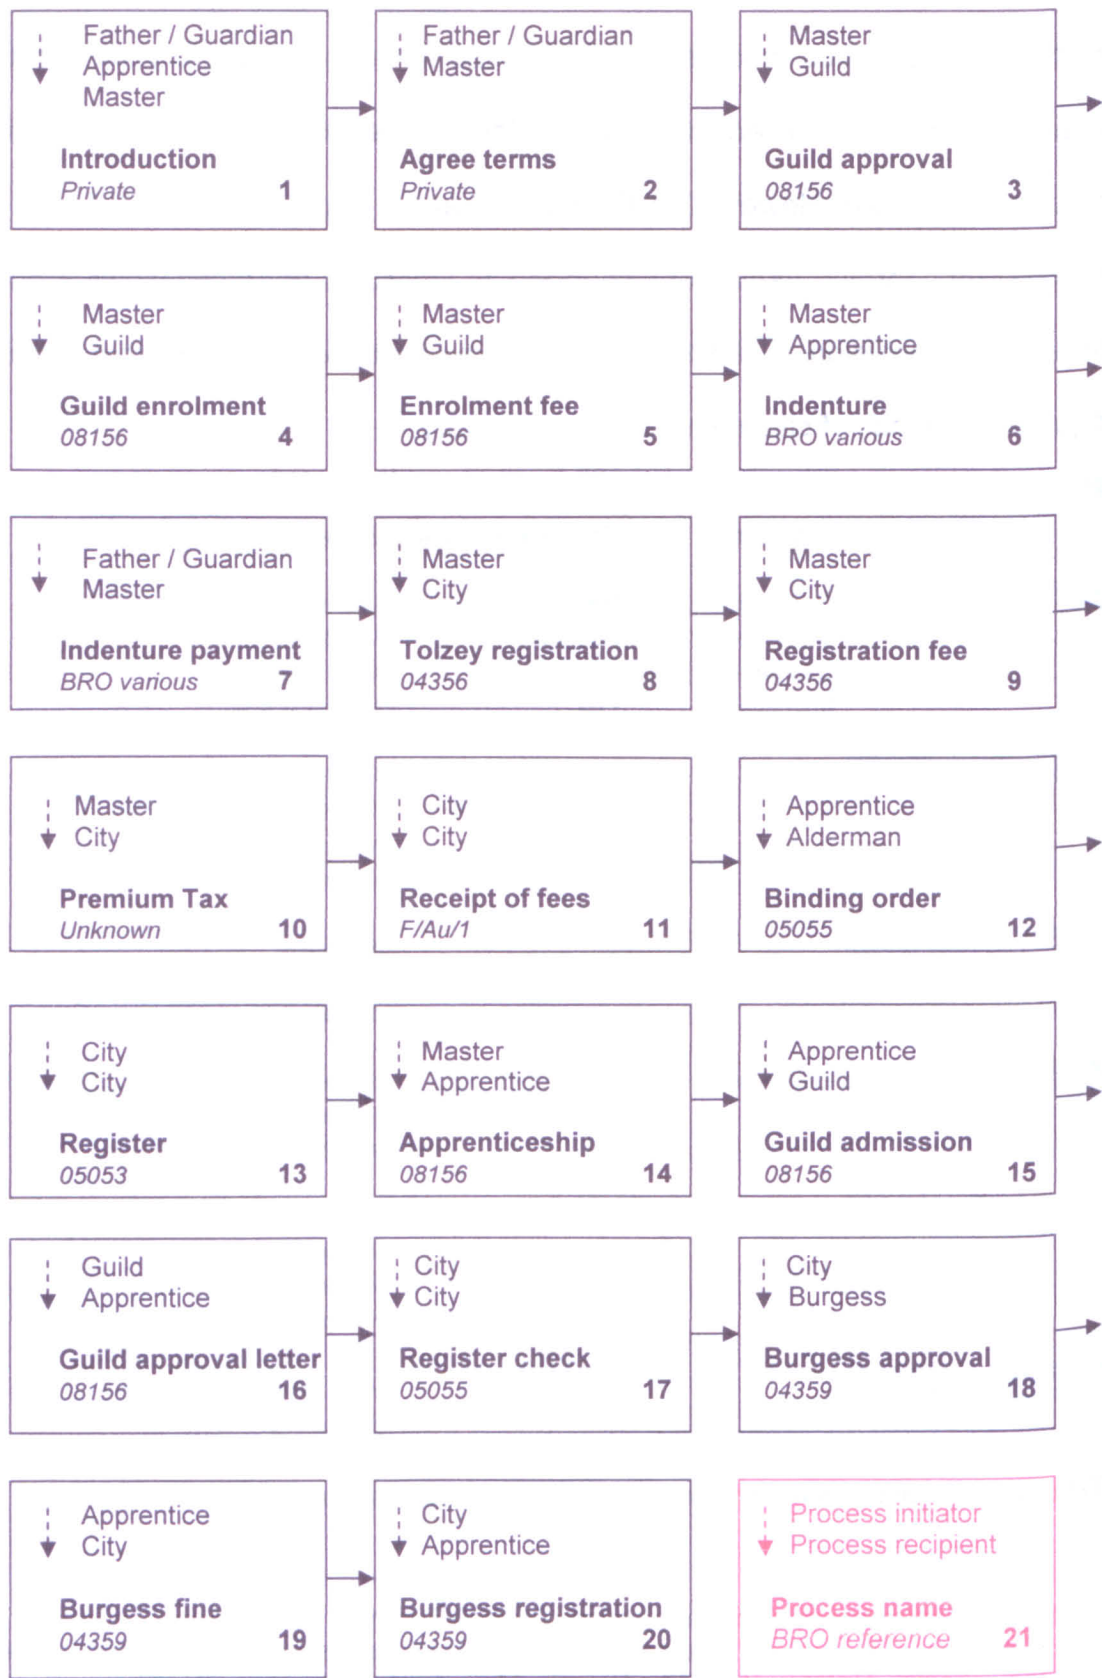 Father / Guardian
Apprentice
Master
Introduction
Private 1
Father / Guardian
Master
Agree terms
Private 2
Master
Guild
Guild approval
08156 3
Master
Guild
Guild enrolment
08156 4
Master
Guild
Enrolment fee
08156 5
Master
Apprentice
Indenture
BRO various 6
Father / Guardian
Master
Indenture payment
BRO various 7
Master
City
Tolzey registration
04356 8
Master
City
Registration fee
04356 9
Master
City
Premium Tax
Unknown 10
City
City
Receipt of fees
F/Au/1 11
Apprentice
Alderman
Binding order
05055 12
City
City
Register
05053 13
Master
Apprentice
Apprenticeship
08156 14
Apprentice
Guild
Guild admission
08156 15
Guild
Apprentice
Guild approval letter
08156 16
City
City
Register check
05055 17
City
Burgess
Burgess approval
04359 18
Apprentice
City
Burgess fine
04359 19
City
Apprentice
Burgess registration
04359 20
Process initiator
Process recipient
Process name
BRO reference 21